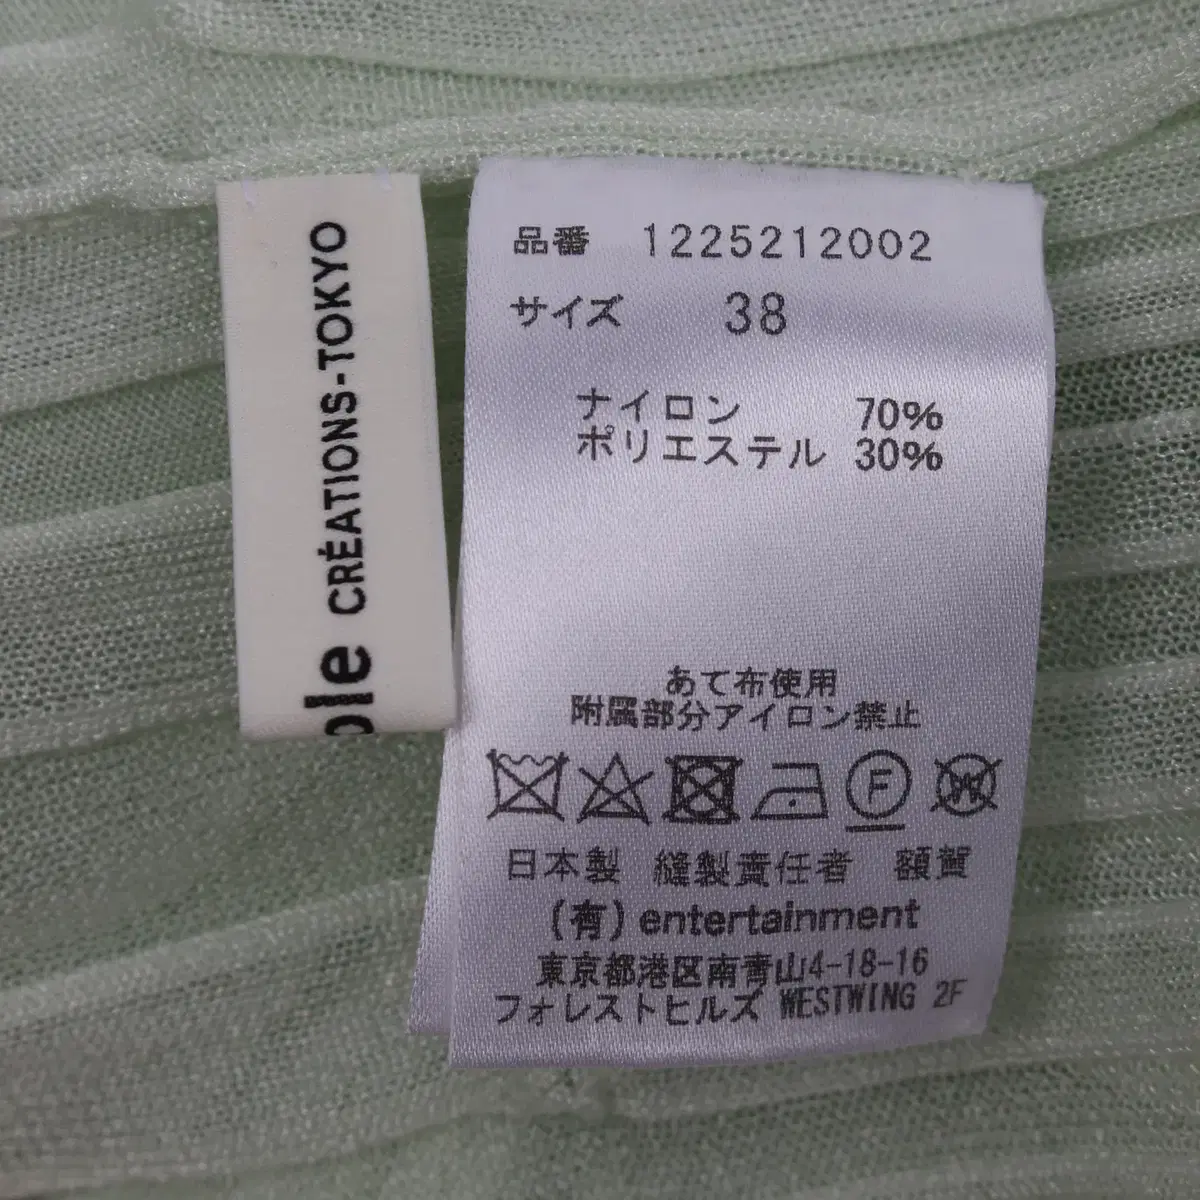 CRÉATIONS-TOKYO
品番 1225212002
サイズ 38
ナイロン 70%
ポリエステル 30%
あて布使用
附属部分アイロン禁止
F
W
日本製 縫製責任者 額賀
(有) entertainment
東京都港区南青山4-18-16
フォレストヒルズ WESTWING 2F